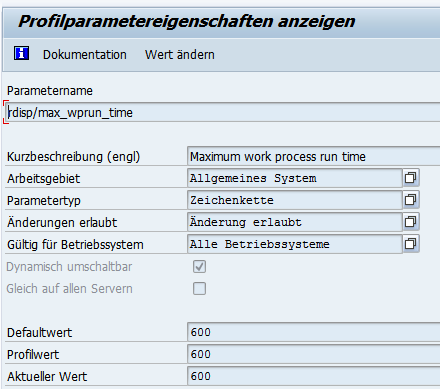 Profilparametereigenschaften anzeigen
Dokumentation Wert ändern
Parametername
rdisp/max_wprun_time
Kurzbeschreibung (engl) Maximum work process run time
Arbeitsgebiet Allgemeines System
Parametertyp Zeichenkette
Änderungen erlaubt Änderung erlaubt
Gültig für Betriebssystem Alle Betriebssysteme
Dynamisch umschaltbar
Gleich auf allen Servern
Defaultwert 600
Profilwert 600
Aktueller Wert 600